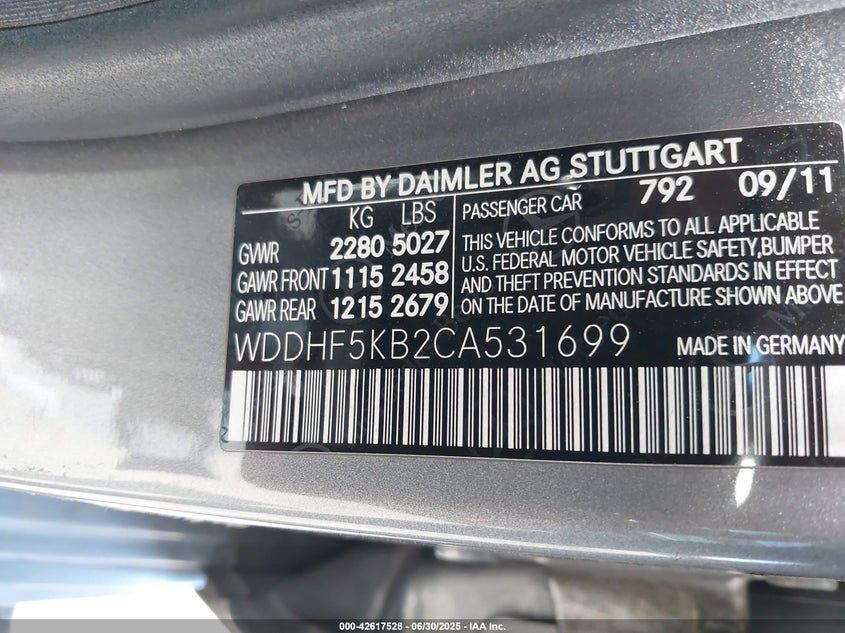 MFD BY DAIMLER AG STUTTGART
KG LBS
GVWR 2280 5027
GAWR FRONT 1115 2458
GAWR REAR 1215 2679
PASSENGER CAR 792 09/11
THIS VEHICLE CONFORMS TO ALL APPLICABLE
U.S. FEDERAL MOTOR VEHICLE SAFETY,BUMPER
AND THEFT PREVENTION STANDARDS IN EFFECT
ON THE DATE OF MANUFACTURE SHOWN ABOVE
WDDHF5KB2CA531699 MADE IN GERMANY
000-42617528 - 06/30/2025 - IAA Inc.